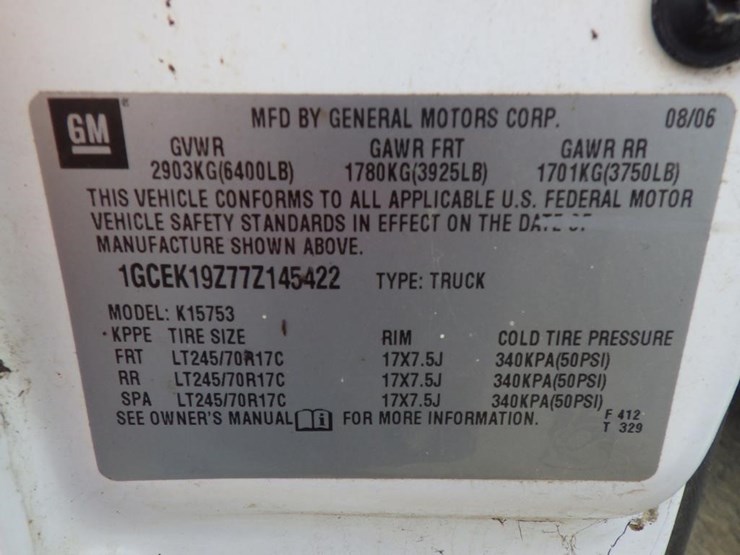 GM
MFD BY GENERAL MOTORS CORP. 08/06
GVWR GAWR FRT GAWR RR
2903KG(6400LB) 1780KG(3925LB) 1701KG(3750LB)
THIS VEHICLE CONFORMS TO ALL APPLICABLE U.S. FEDERAL MOTOR
VEHICLE SAFETY STANDARDS IN EFFECT ON THE
MANUFACTURE SHOWN ABOVE.
1GCEK19Z77Z145422 TYPE: TRUCK
MODEL: K15753
KPPE TIRE SIZE RIM COLD TIRE PRESSURE
FRT LT245/70R17C 17X7.5J 340KPA(50PSI)
RR LT245/70R17C 17X7.5J 340KPA(50PSI)
SPA LT245/70R17C 17X7.5J 340KPA(50PSI)
SEE OWNER'S MANUAL i FOR MORE INFORMATION.
F 412
T 329